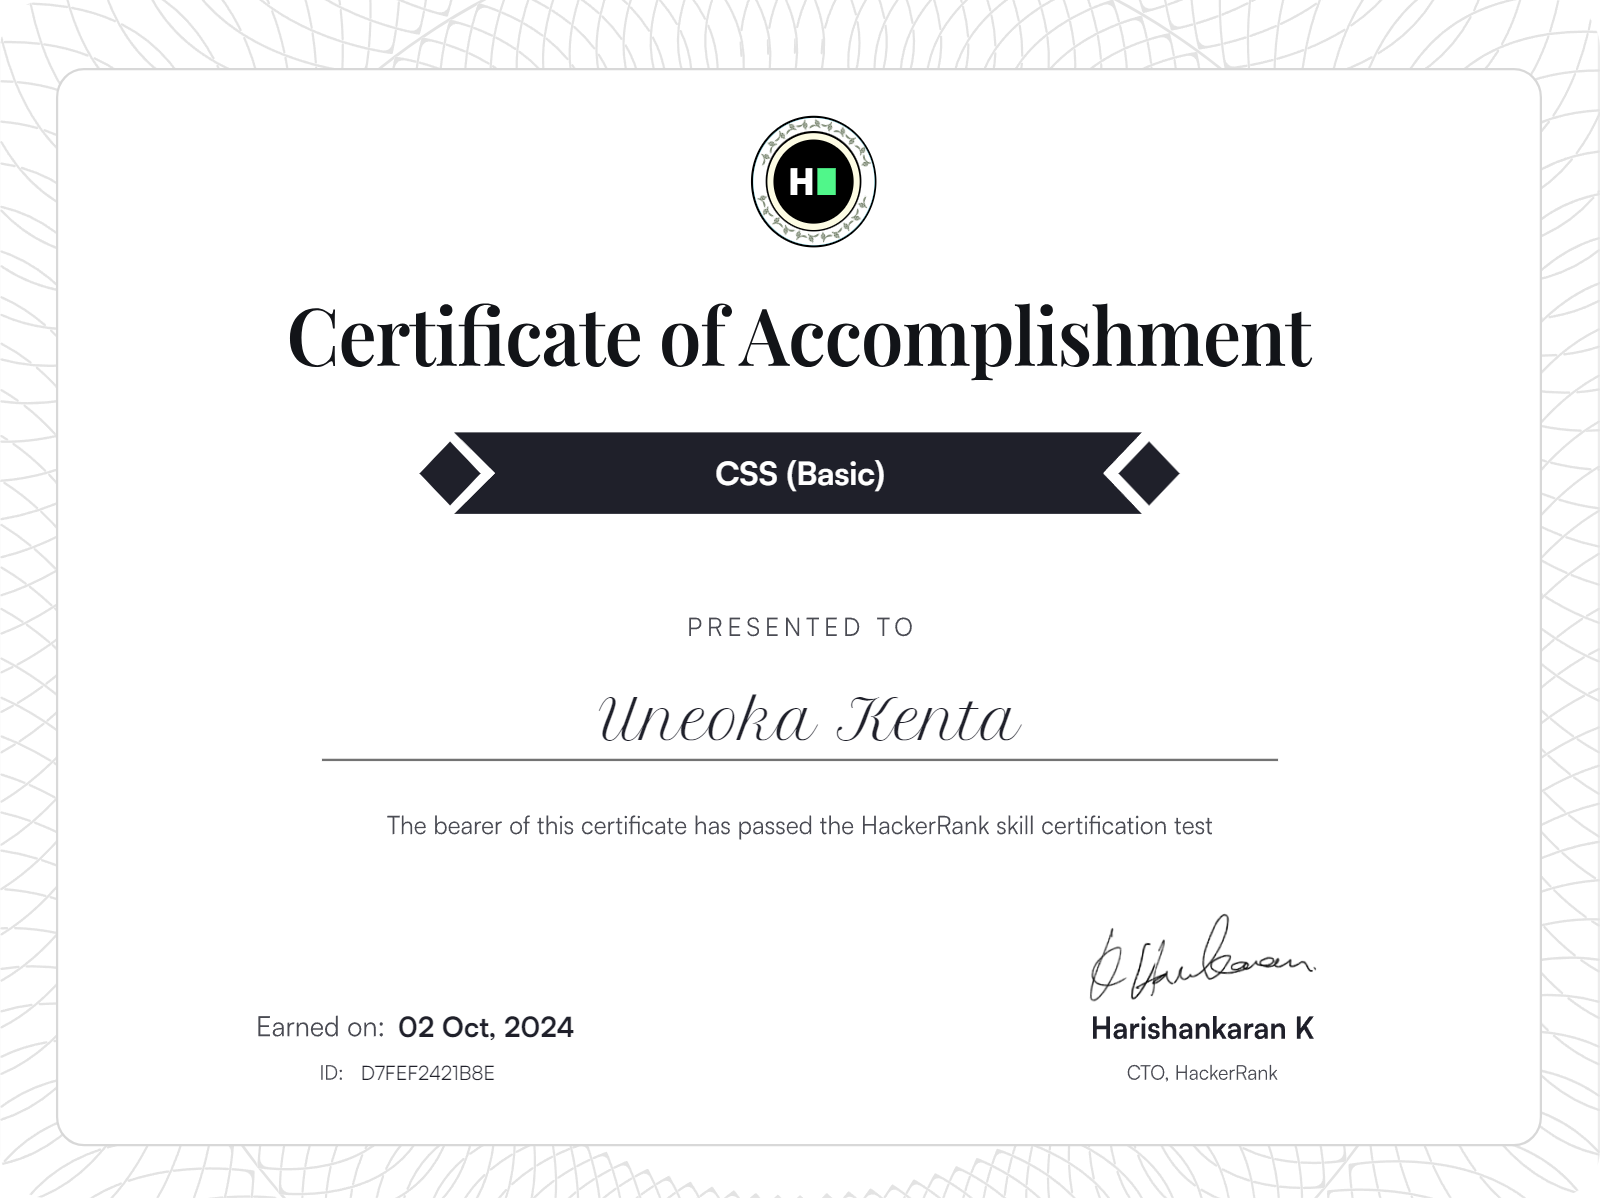 H
Certificate of Accomplishment
CSS (Basic)
PRESENTED TO
Uneoka Kenta
The bearer of this certificate has passed the HackerRank skill certification test
Earned on: 02 Oct, 2024
ID: D7FEF2421B8E
Harishankaran K
CTO, HackerRank